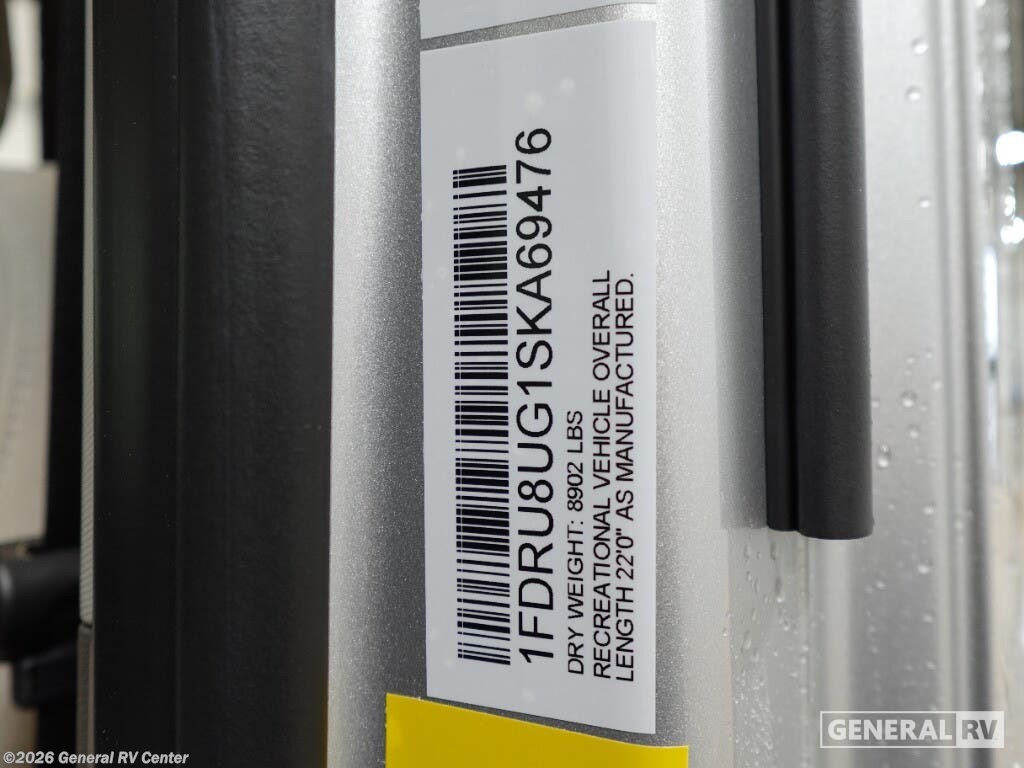 1FDRU8UG1SKA69476
DRY WEIGHT: 8902 LBS
RECREATIONAL VEHICLE OVERALL
LENGTH 22'0" AS MANUFACTURED.
GENERAL RV
©2026 General RV Center